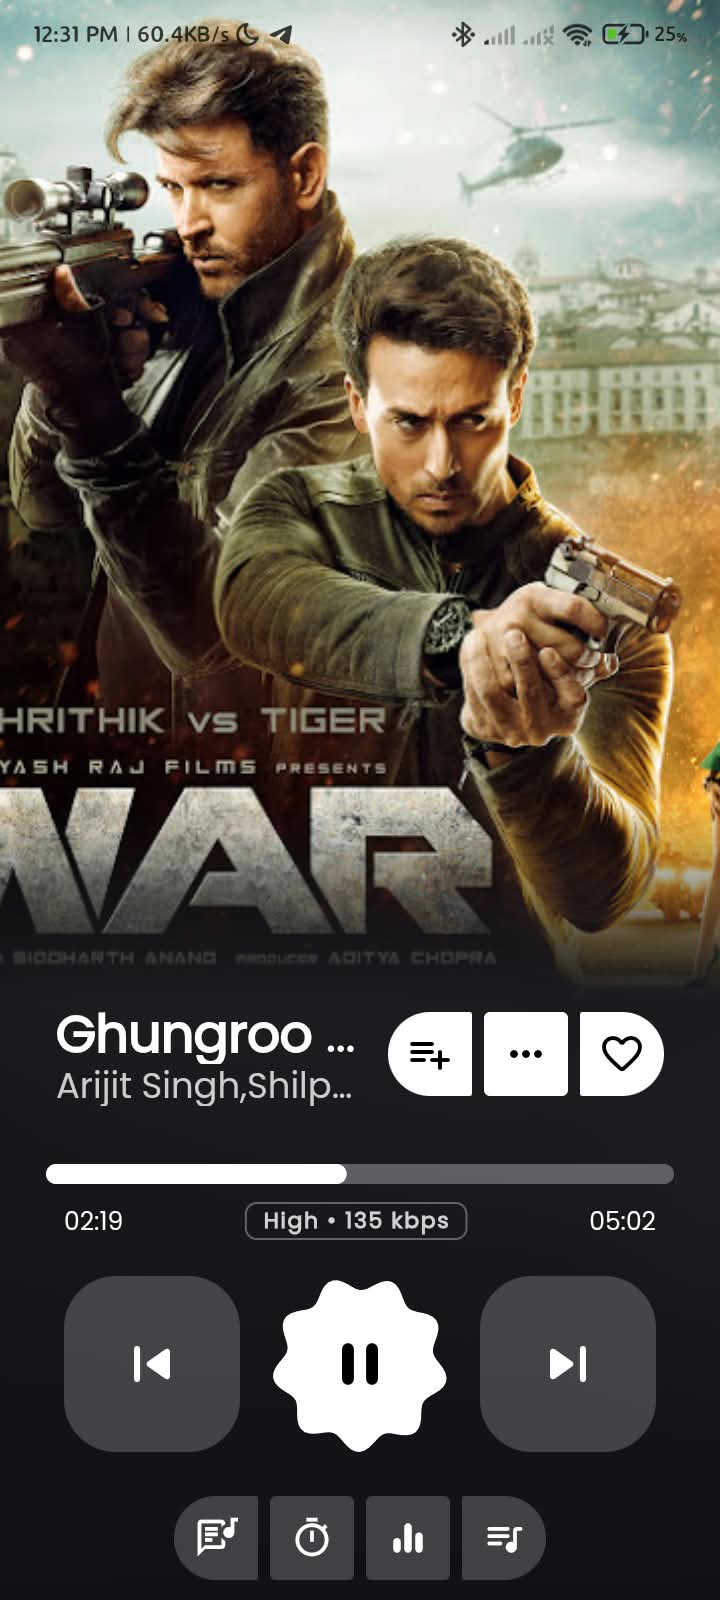 12:31 PM | 60.4KB/s 25%
HRITHIK vs TIGER
YASH RAJ FILMS PRESENTS
WAR
SIDDHARTH ANAND PRODUCER ADITYA CHOPRA
Ghungroo ...
Arijit Singh,Shilp...
02:19 High • 135 kbps 05:02